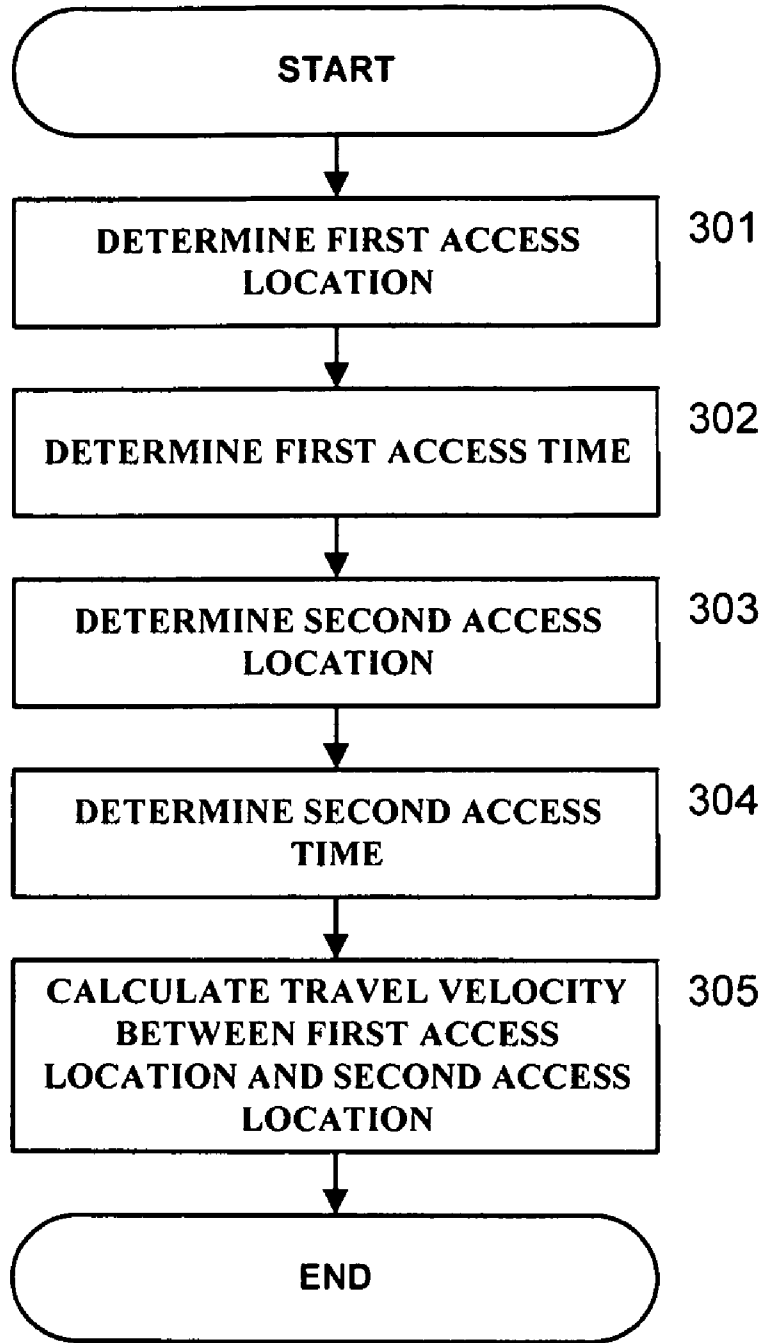 START
301
DETERMINE FIRST ACCESS
LOCATION
302
DETERMINE FIRST ACCESS TIME
303
DETERMINE SECOND ACCESS
LOCATION
304
DETERMINE SECOND ACCESS
TIME
305
CALCULATE TRAVEL VELOCITY
BETWEEN FIRST ACCESS
LOCATION AND SECOND ACCESS
LOCATION
END